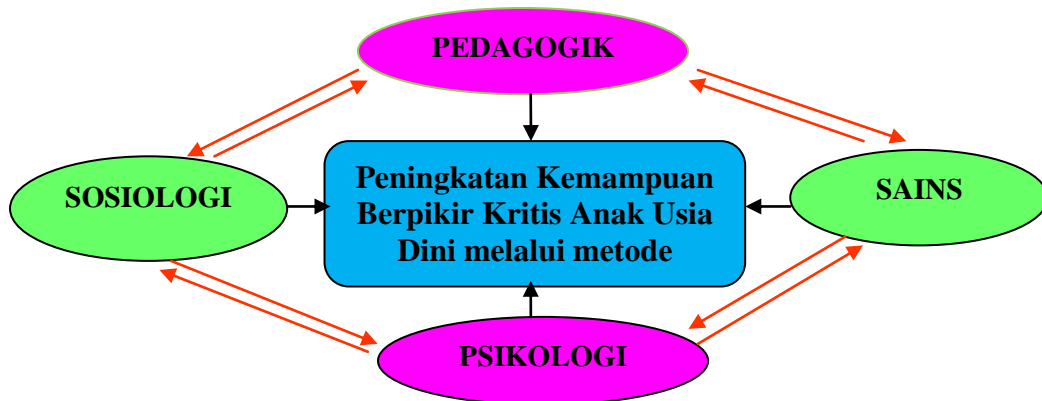 PEDAGOGIK
SOSIOLOGI
Peningkatan Kemampuan
Berpikir Kritis Anak Usia
Dini melalui metode
SAINS
PSIKOLOGI